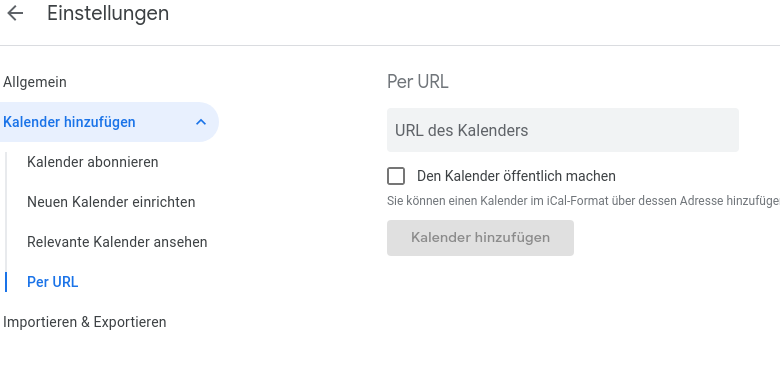 Einstellungen
Allgemein
Kalender hinzufügen
Kalender abonnieren
Neuen Kalender einrichten
Relevante Kalender ansehen
Per URL
Importieren & Exportieren
Per URL
URL des Kalenders
Den Kalender öffentlich machen
Sie können einen Kalender im iCal-Format über dessen Adresse hinzufüge
Kalender hinzufügen